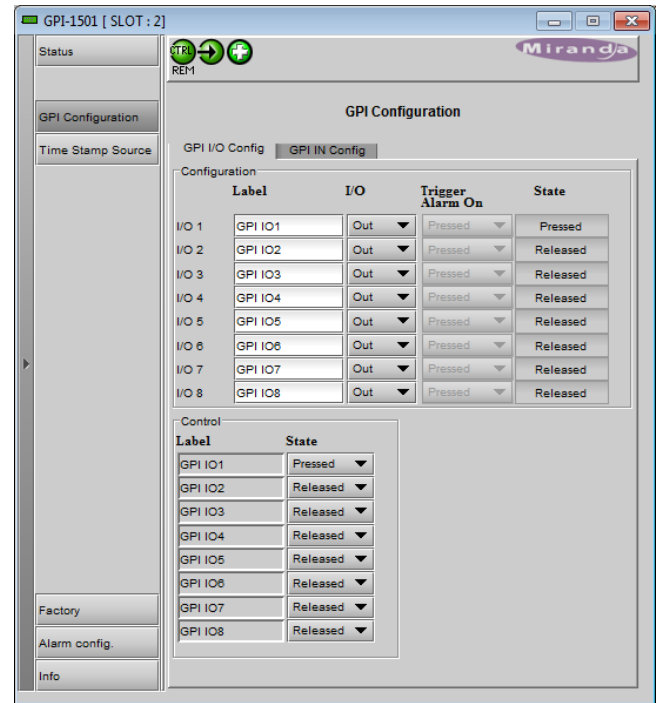 GPI-1501 [ SLOT : 2]
Status
CTRL
REM
Miranda
GPI Configuration
GPI Configuration
Time Stamp Source
GPI I/O Config GPI IN Config
Configuration
Label I/O Trigger Alarm On State
I/O 1 GPI IO1 Out Pressed Pressed
I/O 2 GPI IO2 Out Pressed Released
I/O 3 GPI IO3 Out Pressed Released
I/O 4 GPI IO4 Out Pressed Released
I/O 5 GPI IO5 Out Pressed Released
I/O 6 GPI IO6 Out Pressed Released
I/O 7 GPI IO7 Out Pressed Released
I/O 8 GPI IO8 Out Pressed Released
Control
Label State
GPI IO1 Pressed
GPI IO2 Released
GPI IO3 Released
GPI IO4 Released
GPI IO5 Released
GPI IO6 Released
GPI IO7 Released
GPI IO8 Released
Factory
Alarm config.
Info